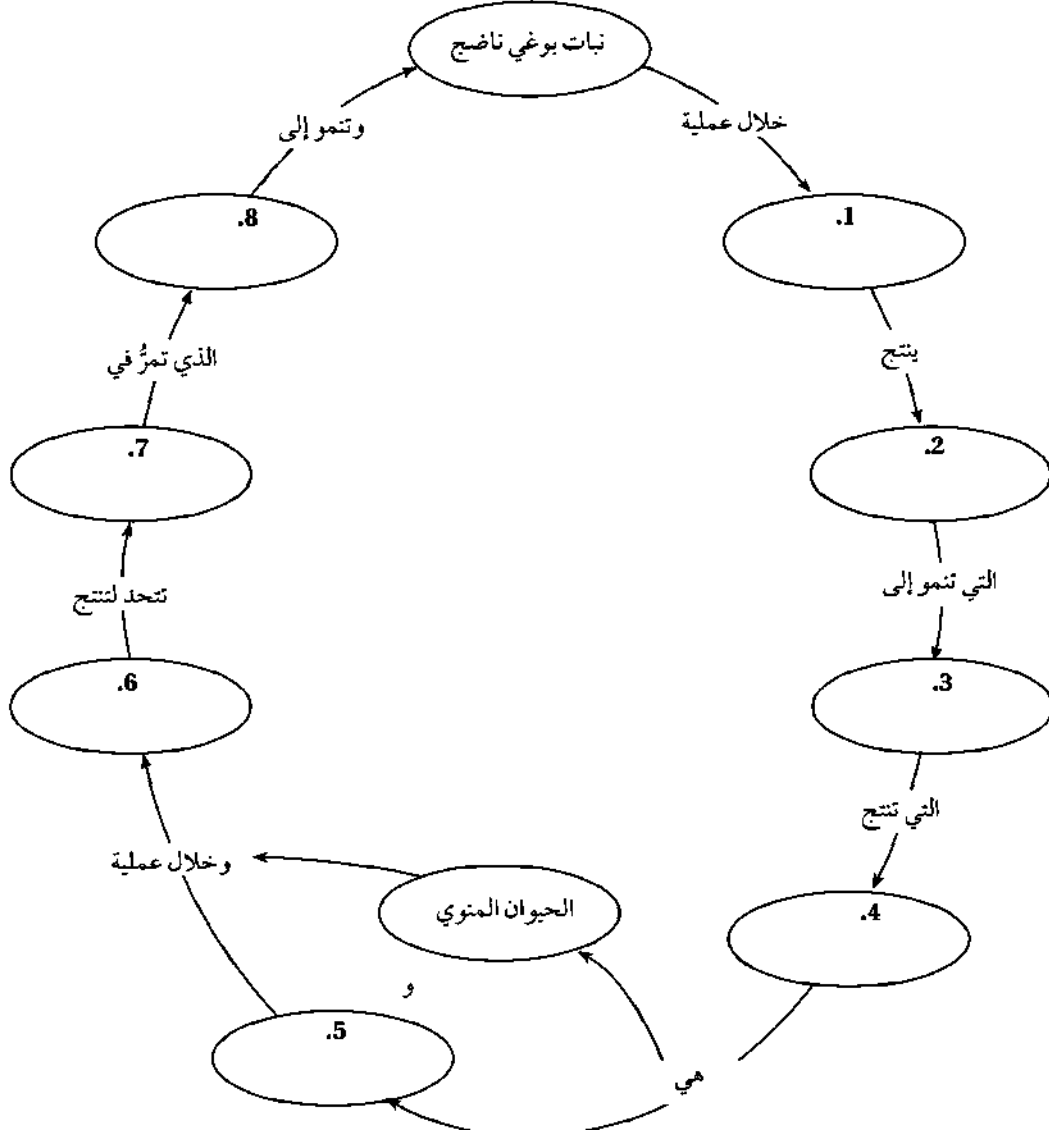 نبات بوغي ناضج
خلال عملية
.1
ينتج
.2
التي تنمو إلى
.3
التي تنتج
.4
هي
الحيوان المنوي
و
.5
وخلال عملية
.6
تتحد لتنتج
.7
الذي تمرُّ في
.8
وتنمو إلى